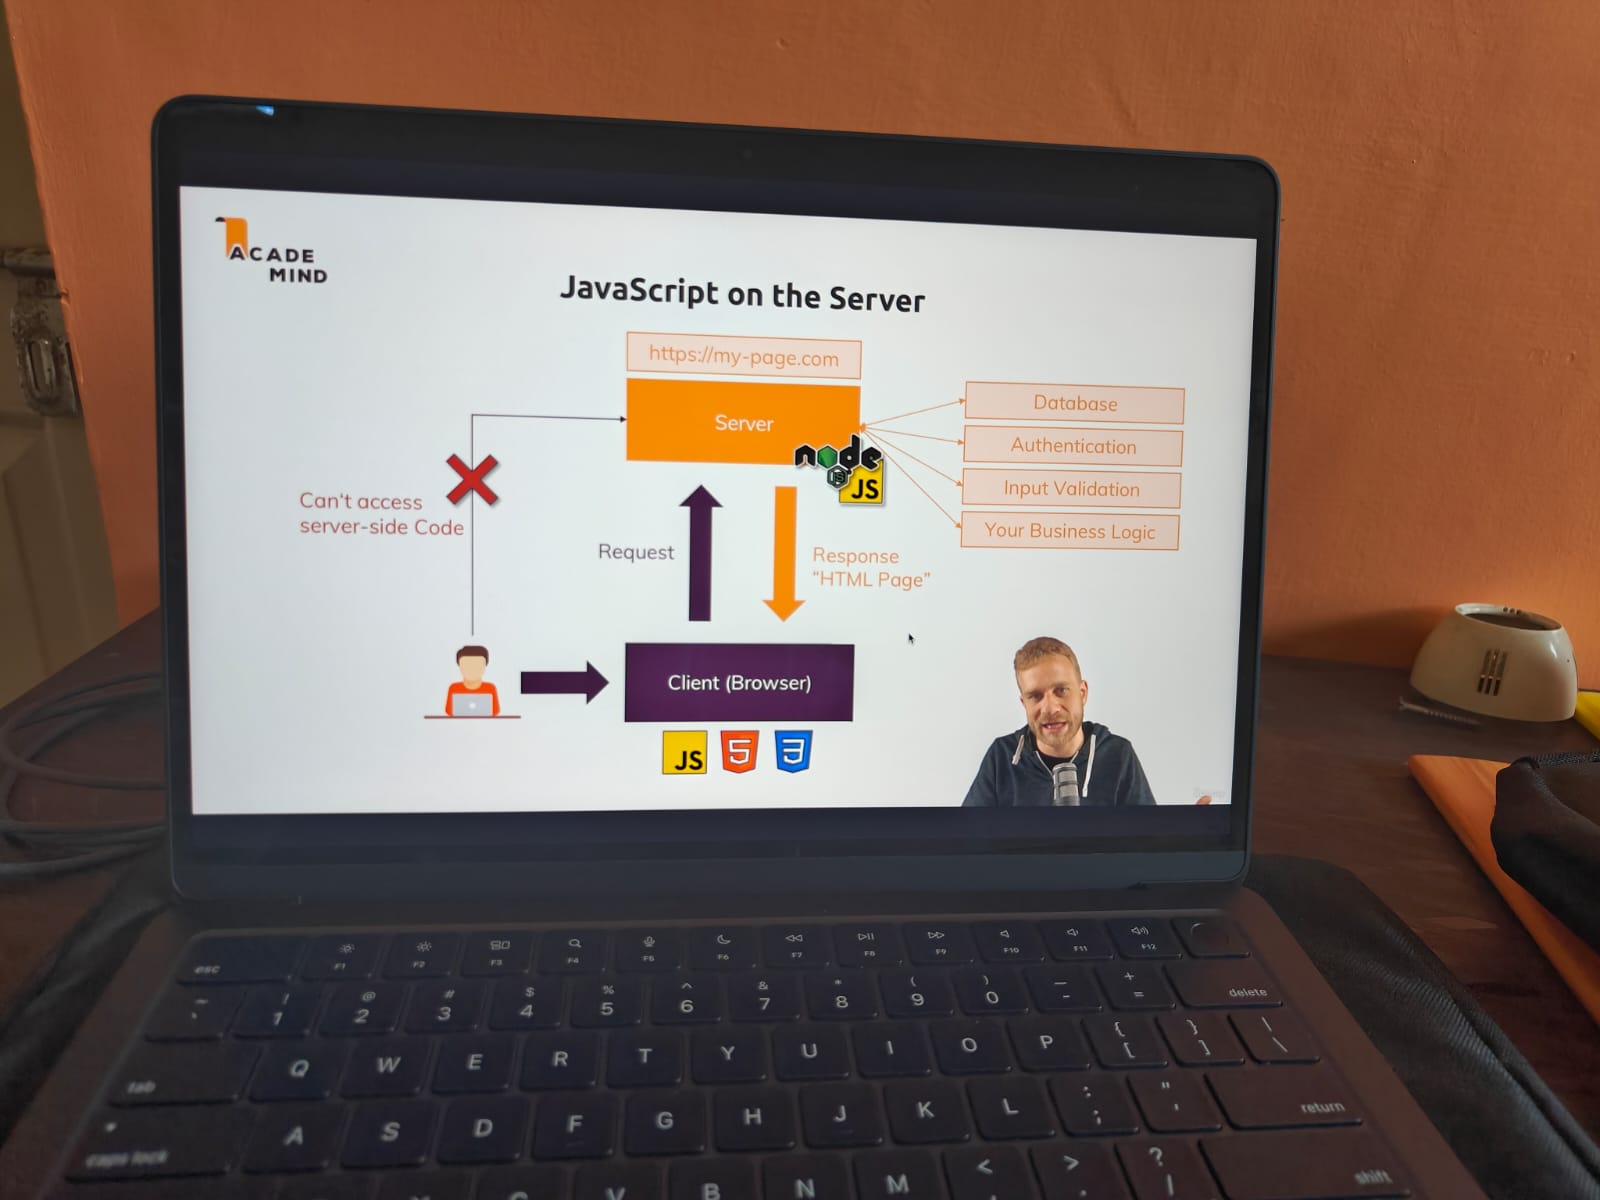 ACADE
MIND
JavaScript on the Server
https://my-page.com
Server
node
JS
JS
Database
Authentication
Input Validation
Your Business Logic
Can't access
server-side Code
Request
Response
"HTML Page"
Client (Browser)
JS
5
3
esc
F1
F2
F3
F4
F5
F6
F7
F8
F9
F10
F11
F12
~ ! @ # $ % ^ & * ( ) — +
` 1 2 3 4 5 6 7 8 9 0 - = delete
tab Q W E R T Y U I O P { [ } ] | \
caps lock A S D F G H J K L : ; " ' return
V B N M < > . ? / shift